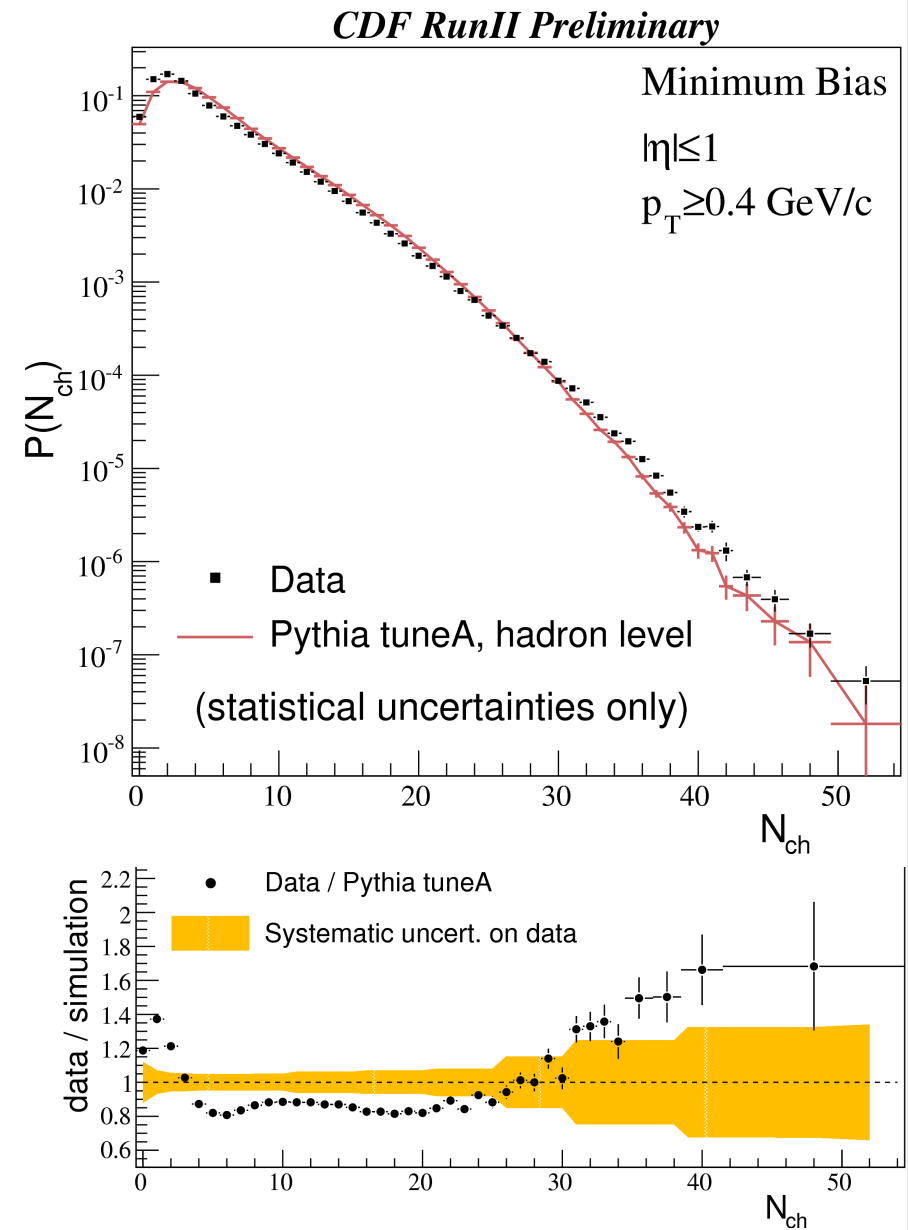 CDF RunII Preliminary
Minimum Bias
|η|≤1
p_T≥0.4 GeV/c
10^-1
10^-2
10^-3
10^-4
10^-5
10^-6
10^-7
10^-8
P(N_ch)
Data
Pythia tuneA, hadron level
(statistical uncertainties only)
0 10 20 30 40 50
N_ch
Data / Pythia tuneA
Systematic uncert. on data
2.2
2
1.8
1.6
1.4
1.2
1
0.8
0.6
data / simulation
0 10 20 30 40 50
N_ch